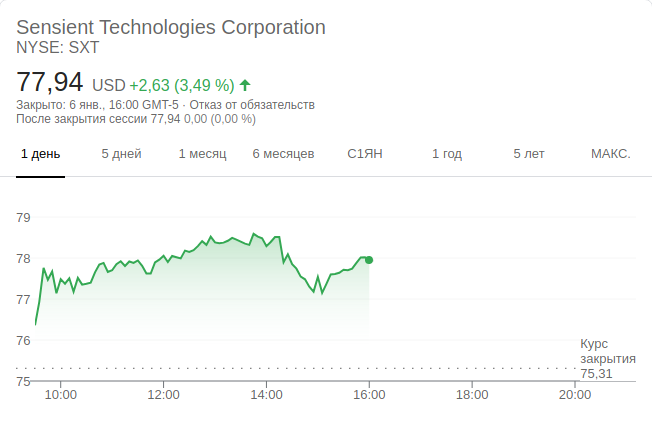 Sensient Technologies Corporation
NYSE: SXT
77,94 USD +2,63 (3,49 %)
Закрыто: 6 янв., 16:00 GMT-5 · Отказ от обязательств
После закрытия сессии 77,94 0,00 (0,00 %)
1 день 5 дней 1 месяц 6 месяцев С1ЯН 1 год 5 лет МАКС.
79
78
77
76
Курс
закрытия
75,31
75
10:00 12:00 14:00 16:00 18:00 20:00